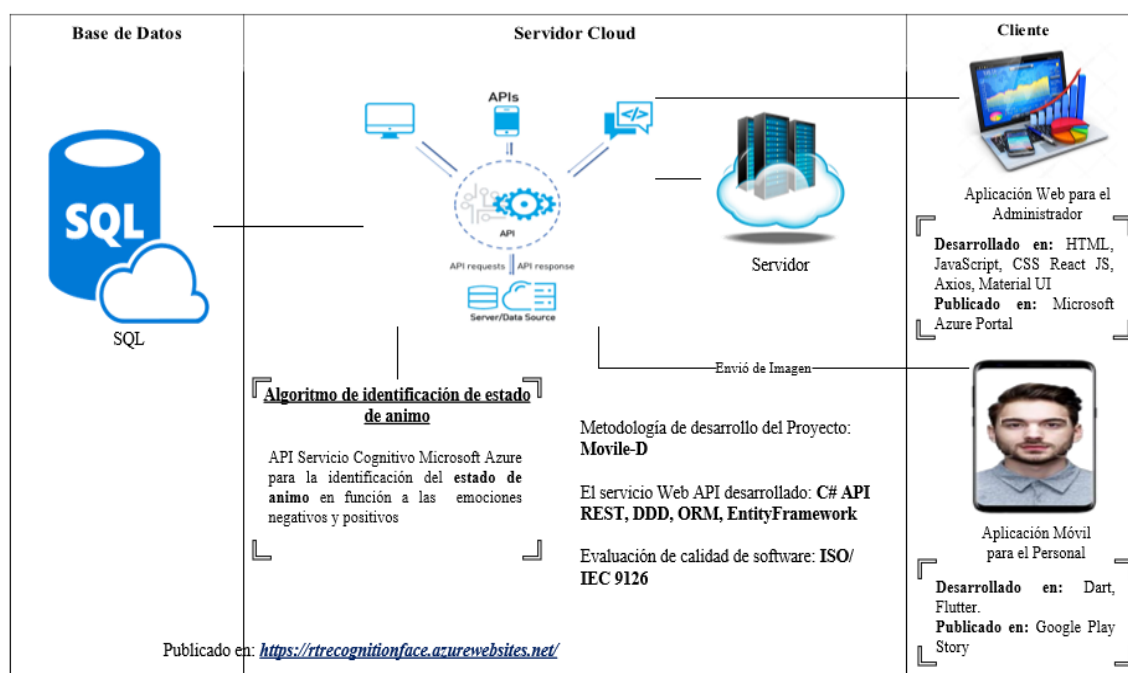 Base de Datos
Servidor Cloud
Cliente
SQL
SQL
APIs
</>
API
API requests
API response
Server/Data Source
Servidor
Aplicación Web para el
Administrador
Desarrollado en: HTML,
JavaScript, CSS React JS,
Axios, Material UI
Publicado en: Microsoft
Azure Portal
Envió de Imagen
Algoritmo de identificación de estado
de animo
API Servicio Cognitivo Microsoft Azure
para la identificación del estado de
animo en función a las emociones
negativos y positivos
Metodología de desarrollo del Proyecto:
Movile-D
El servicio Web API desarrollado: C# API
REST, DDD, ORM, EntityFramework
Evaluación de calidad de software: ISO/
IEC 9126
Aplicación Móvil
para el Personal
Desarrollado en: Dart,
Flutter.
Publicado en: Google Play
Story
Publicado en: https://rtrecognitionface.azurewebsites.net/